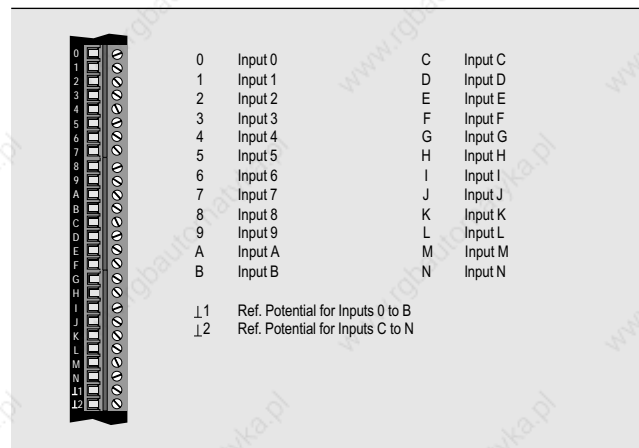 0
1
2
3
4
5
6
7
8
9
A
B
C
D
E
F
G
H
I
J
K
L
M
N
⊥1
⊥2
0 Input 0
1 Input 1
2 Input 2
3 Input 3
4 Input 4
5 Input 5
6 Input 6
7 Input 7
8 Input 8
9 Input 9
A Input A
B Input B
C Input C
D Input D
E Input E
F Input F
G Input G
H Input H
I Input I
J Input J
K Input K
L Input L
M Input M
N Input N
⊥1 Ref. Potential for Inputs 0 to B
⊥2 Ref. Potential for Inputs C to N
www.rgbautomatyka.pl